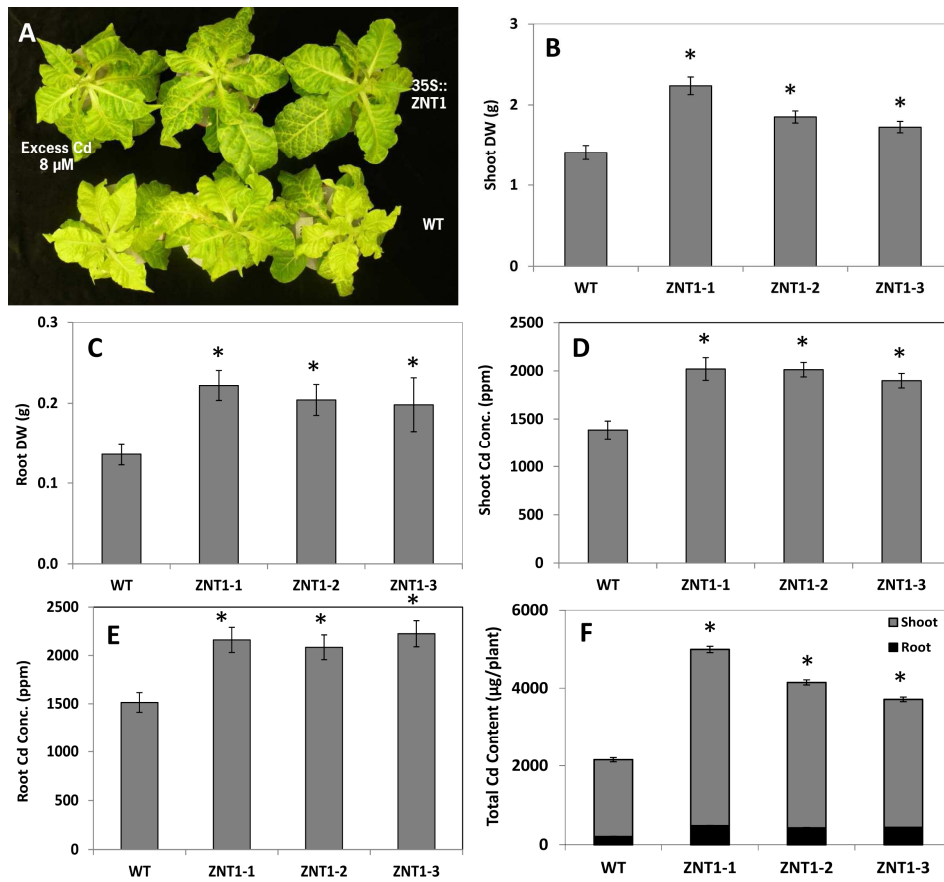 A
35S::
ZNT1
Excess Cd
8 µM
WT
B
Shoot DW (g)
3
2
1
0
*
*
*
WT ZNT1-1 ZNT1-2 ZNT1-3
C
Root DW (g)
0.3
0.2
0.1
0.0
*
*
*
WT ZNT1-1 ZNT1-2 ZNT1-3
D
Shoot Cd Conc. (ppm)
2500
2000
1500
1000
500
0
*
*
*
WT ZNT1-1 ZNT1-2 ZNT1-3
E
Root Cd Conc. (ppm)
2500
2000
1500
1000
500
0
*
*
*
WT ZNT1-1 ZNT1-2 ZNT1-3
F
Total Cd Content (µg/plant)
6000
4000
2000
0
Shoot
Root
*
*
*
WT ZNT1-1 ZNT1-2 ZNT1-3